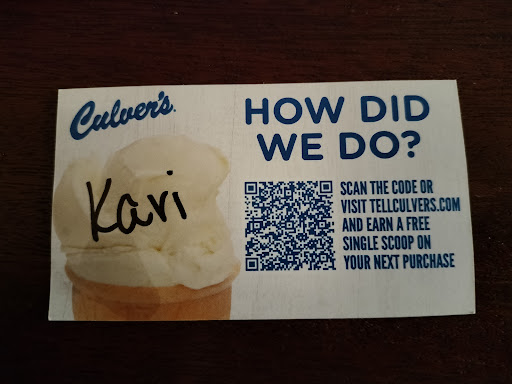 Culver's.
HOW DID
WE DO?
Kari
SCAN THE CODE OR
VISIT TELLCULVERS.COM
AND EARN A FREE
SINGLE SCOOP ON
YOUR NEXT PURCHASE